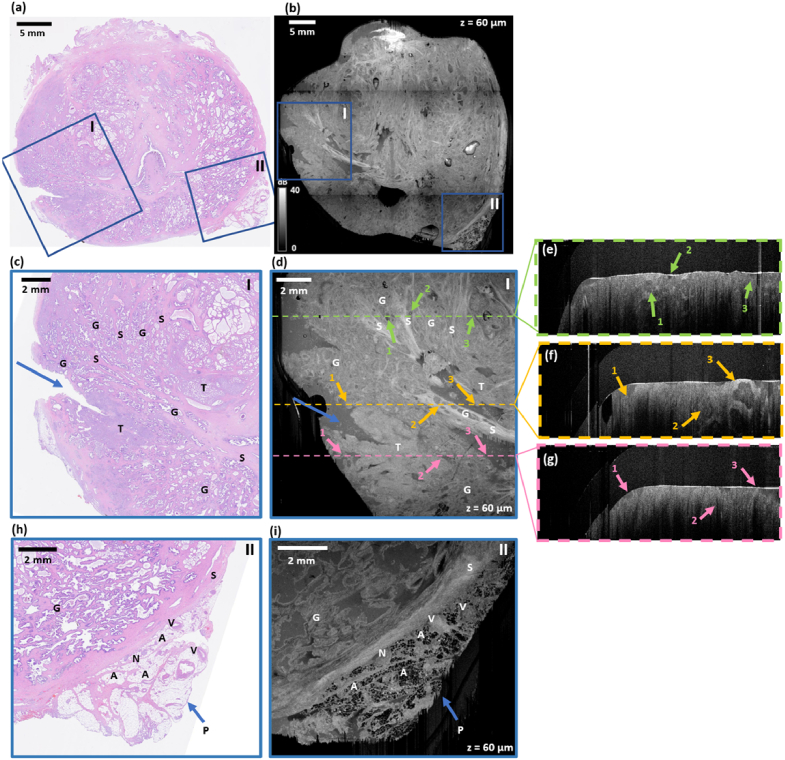 (a)
5 mm
I
II
(b)
z = 60 µm
5 mm
I
dB
40
0
II
(c)
I
2 mm
G
S
G
S
G
S
T
G
T
S
G
(d)
I
2 mm
G
2
S
S
G
S
1
3
G
1
3
T
2
G
S
1
T
3
2
G
z = 60 µm
(e)
2
1
3
(f)
1
3
2
(g)
1
3
2
(h)
II
2 mm
S
G
V
A
N
V
A
A
P
(i)
II
2 mm
S
G
V
V
A
N
A
A
P
z = 60 µm